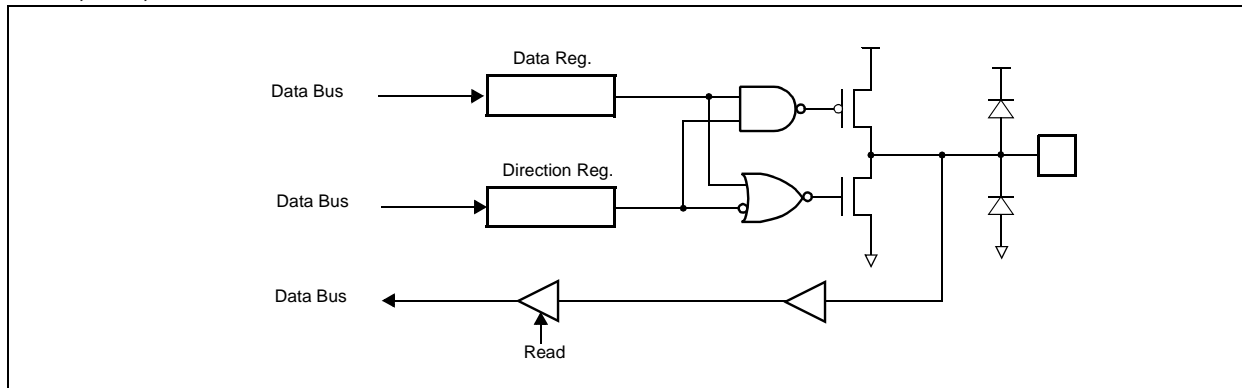 Data Reg.
Data Bus
Direction Reg.
Data Bus
Data Bus
Read